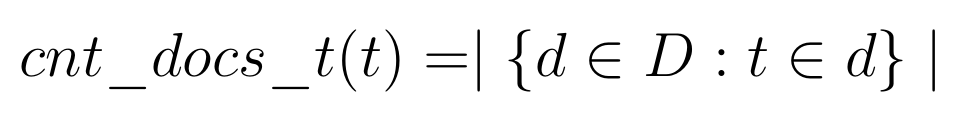 cnt_docs_t(t) =| {d ∈ D : t ∈ d} |